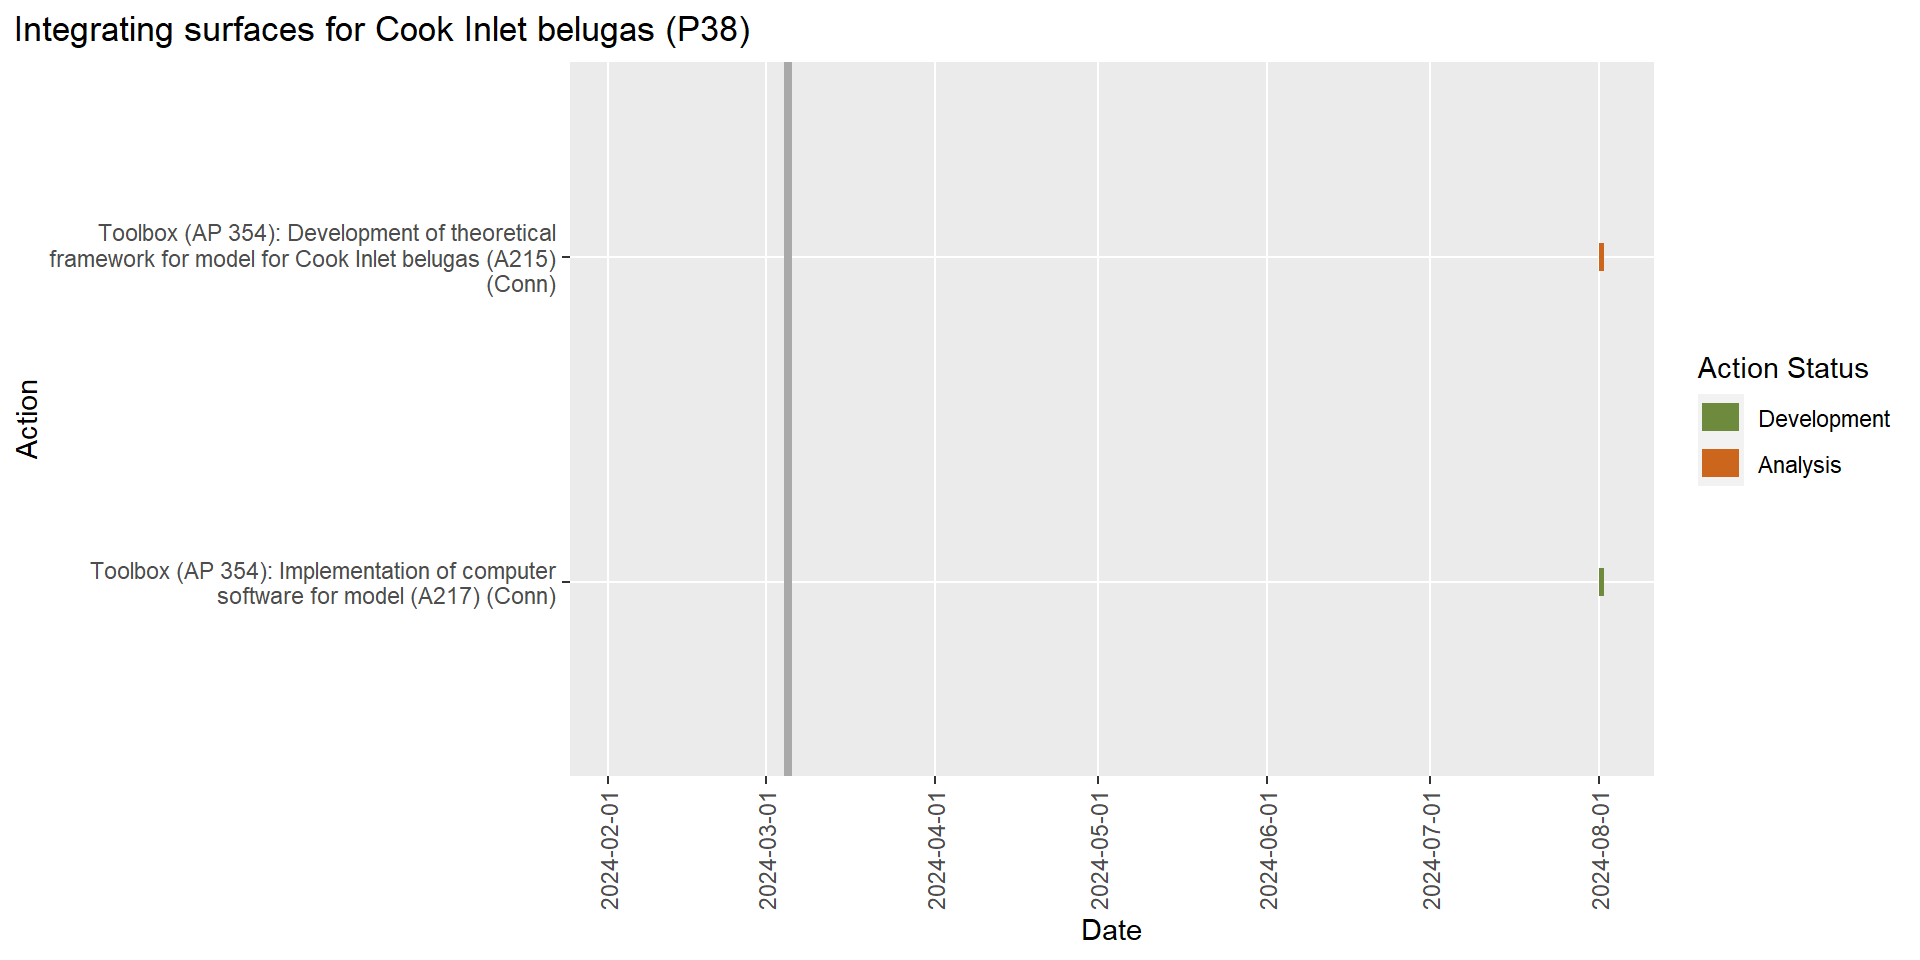 Integrating surfaces for Cook Inlet belugas (P38)
Action
Toolbox (AP 354): Development of theoretical
framework for model for Cook Inlet belugas (A215)
(Conn)
Toolbox (AP 354): Implementation of computer
software for model (A217) (Conn)
2024-02-01
2024-03-01
2024-04-01
2024-05-01
2024-06-01
2024-07-01
2024-08-01
Date
Action Status
Development
Analysis